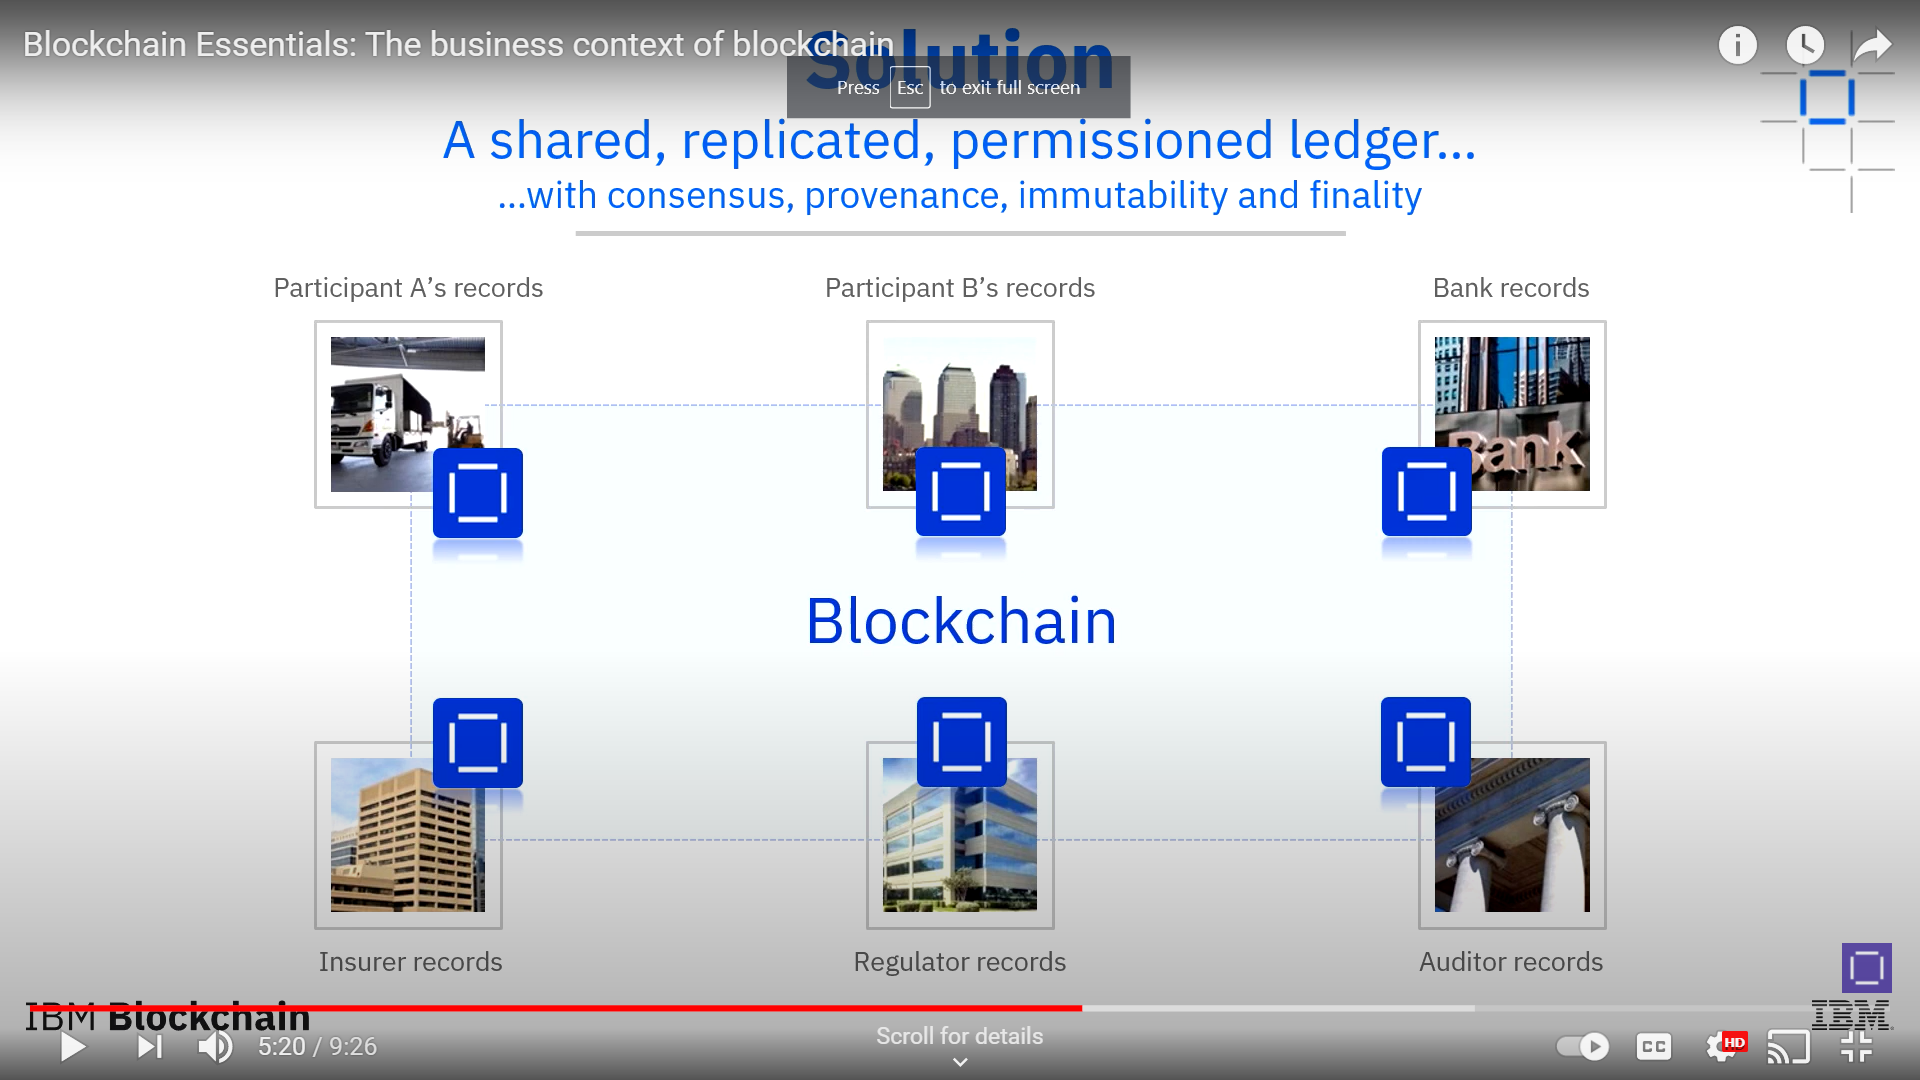 Blockchain Essentials: The business context of blockchain
Solution
Press Esc to exit full screen
A shared, replicated, permissioned ledger...
...with consensus, provenance, immutability and finality
Participant A's records
Participant B's records
Bank records
Bank
Blockchain
Insurer records
Regulator records
Auditor records
IBM Blockchain
IBM
5:20 / 9:26
Scroll for details
CC
HD